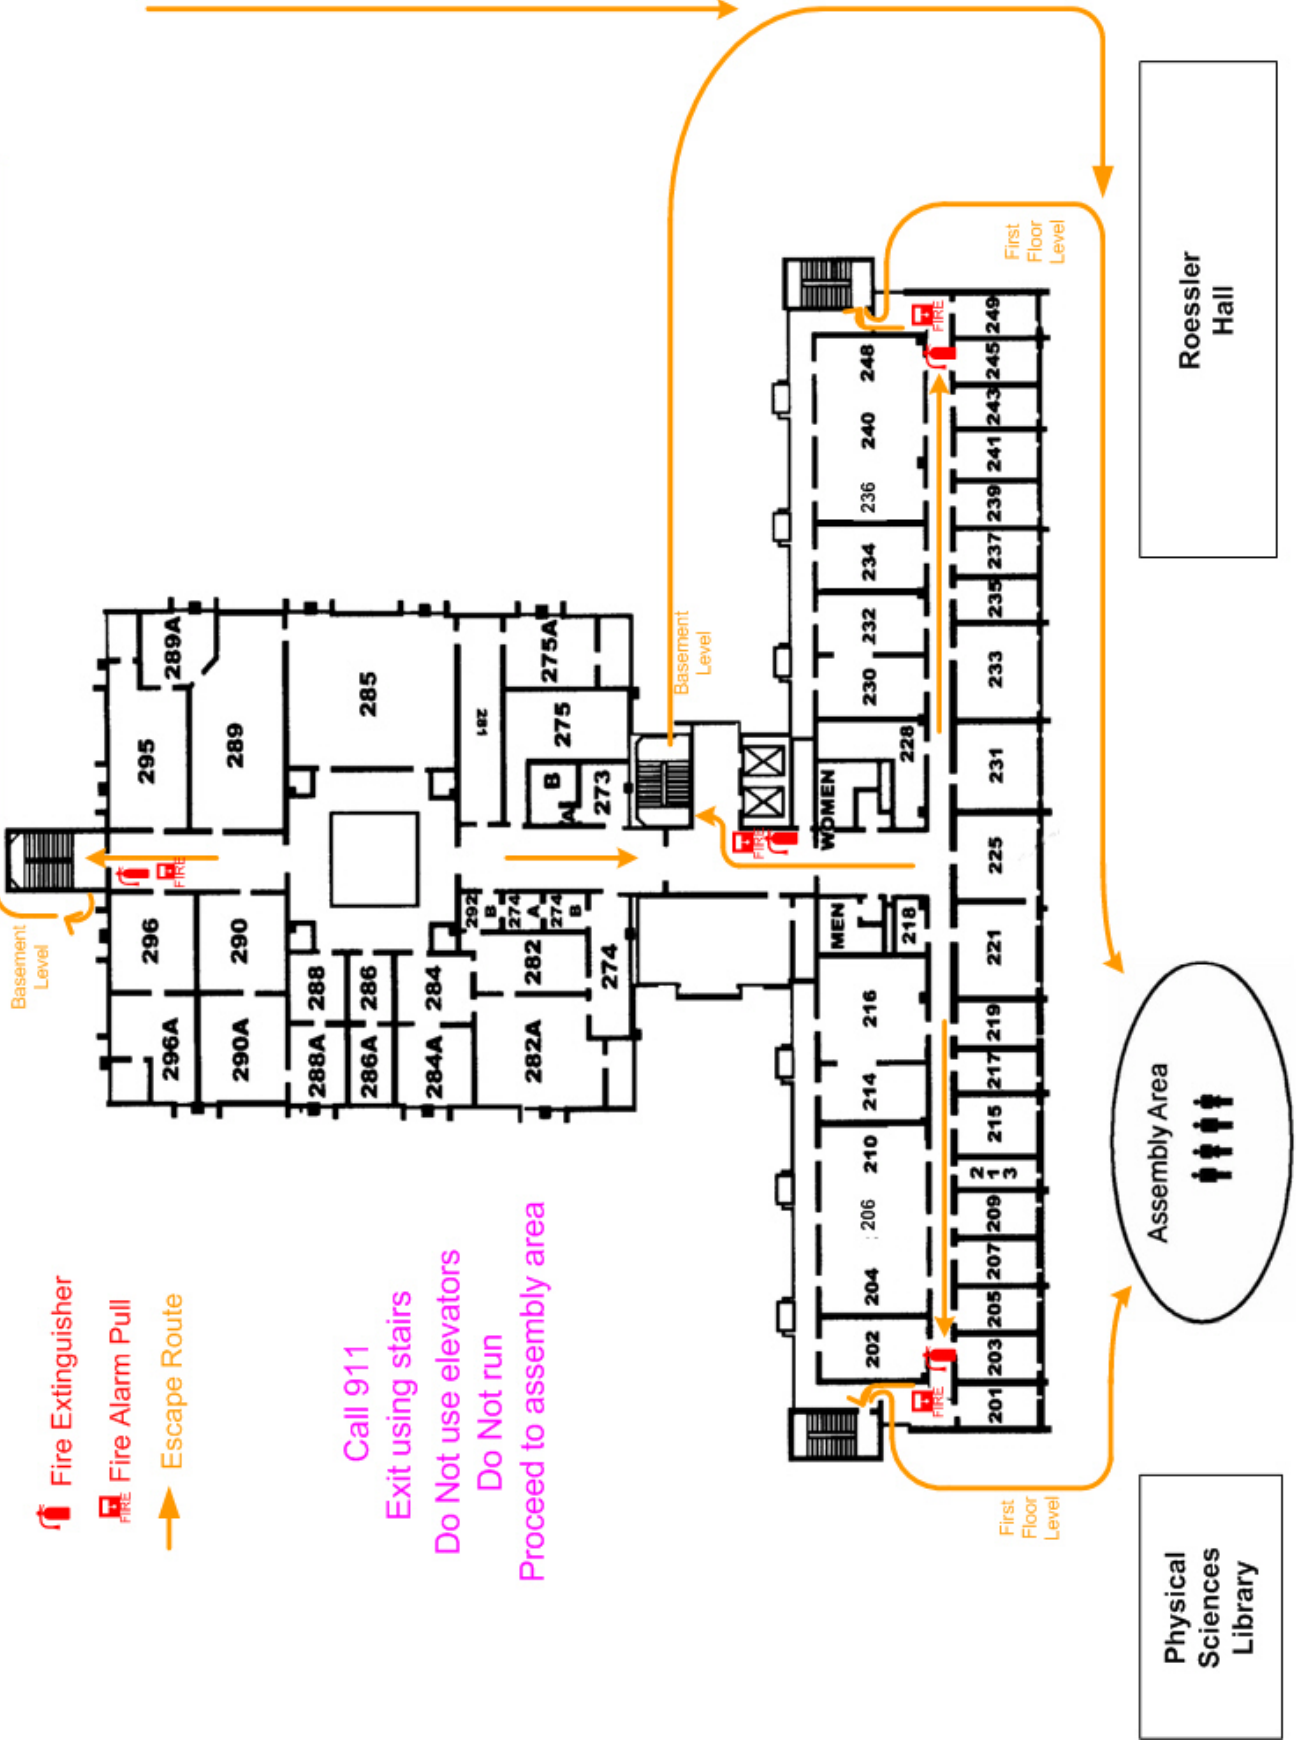 Fire Extinguisher
FIRE Fire Alarm Pull
Escape Route
Call 911
Exit using stairs
Do Not use elevators
Do Not run
Proceed to assembly area
Basement
Level
FIRE
296A
296
295
289A
290A
290
289
288A
288
286A
286
285
284A
284
292
B
281
274
A
274
B
282A
282
274
B
A
273
275
275A
Basement
Level
FIRE
MEN
WOMEN
202
204
206
210
214
216
218
228
230
232
234
236
240
248
FIRE
FIRE
201
203
205
207
209
2
1
3
215
217
219
221
225
231
233
235
237
239
241
243
245
249
First
Floor
Level
First
Floor
Level
Physical
Sciences
Library
Assembly Area
Roessler
Hall